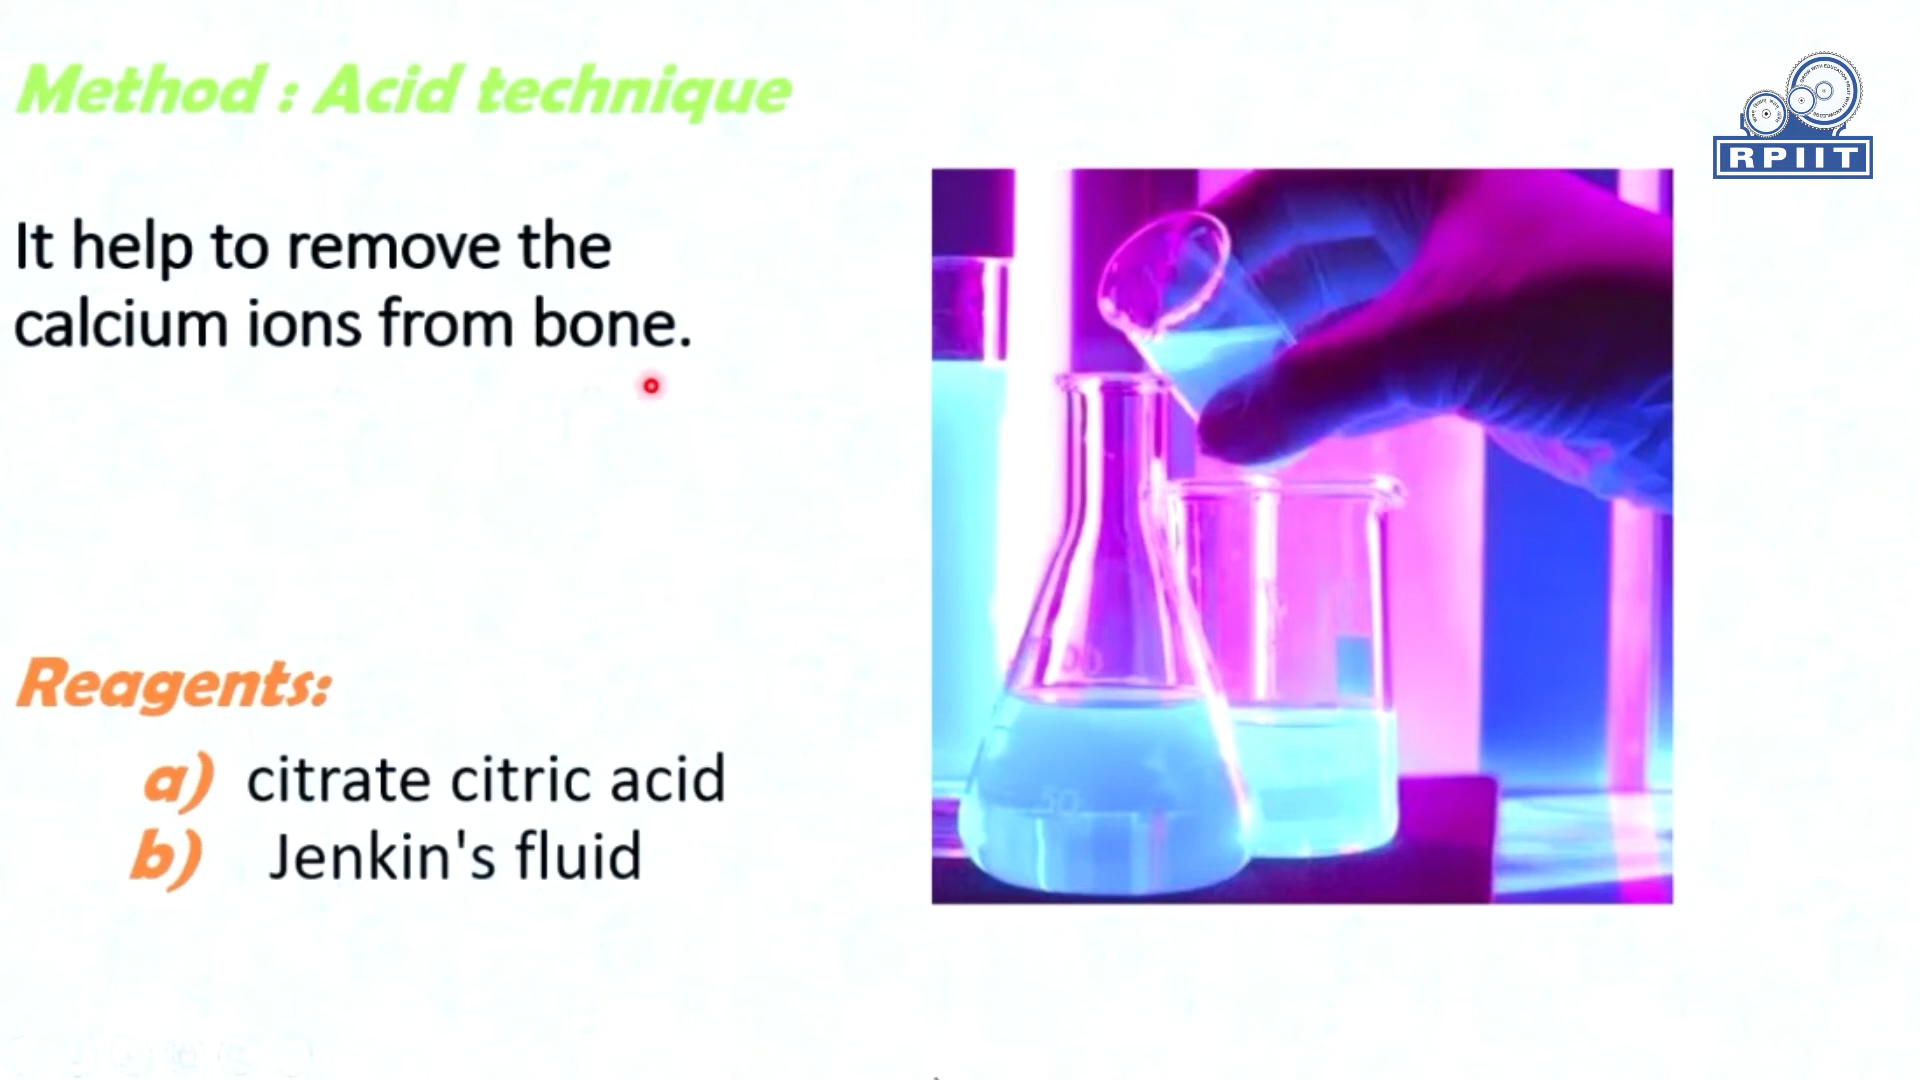 Method : Acid technique
RPIIT
It help to remove the
calcium ions from bone.
Reagents:
a) citrate citric acid
b) Jenkin's fluid
50